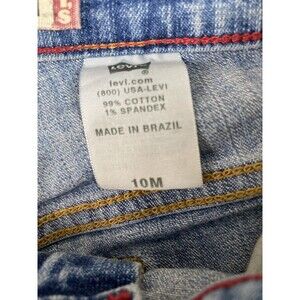 LEVI'S
levi.com
(800) USA-LEVI
99% COTTON
1% SPANDEX
MADE IN BRAZIL
10M